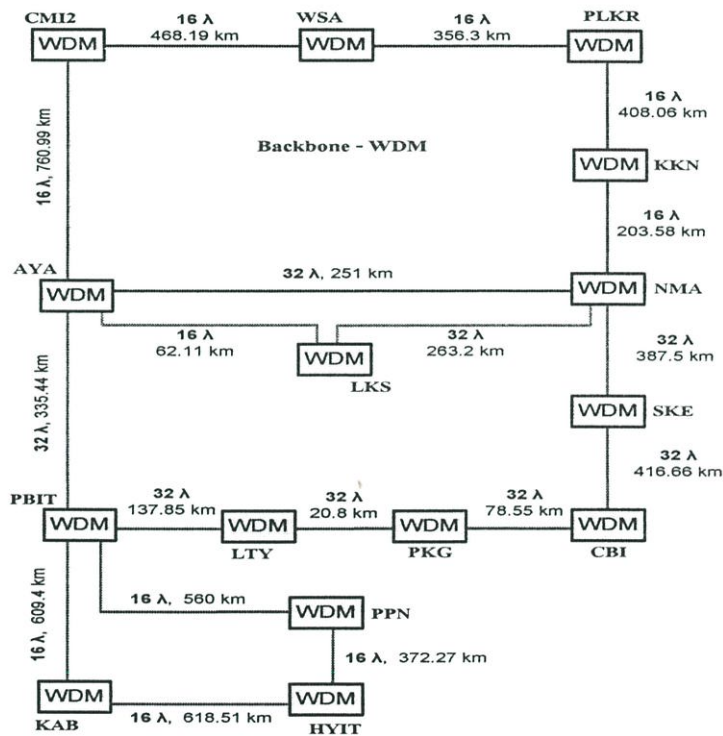 CMI2
WSA
PLKR
WDM
16 λ
468.19 km
WDM
16 λ
356.3 km
WDM
16 λ, 760.99 km
Backbone - WDM
16 λ
408.06 km
WDM
KKN
16 λ
203.58 km
AYA
WDM
32 λ, 251 km
WDM
NMA
16 λ
62.11 km
WDM
LKS
32 λ
263.2 km
32 λ
387.5 km
32 λ, 335.44 km
WDM
SKE
32 λ
416.66 km
PBIT
WDM
32 λ
137.85 km
WDM
LTY
32 λ
20.8 km
WDM
PKG
32 λ
78.55 km
WDM
CBI
16 λ, 609.4 km
16 λ, 560 km
WDM
PPN
16 λ, 372.27 km
WDM
KAB
16 λ, 618.51 km
WDM
HYIT